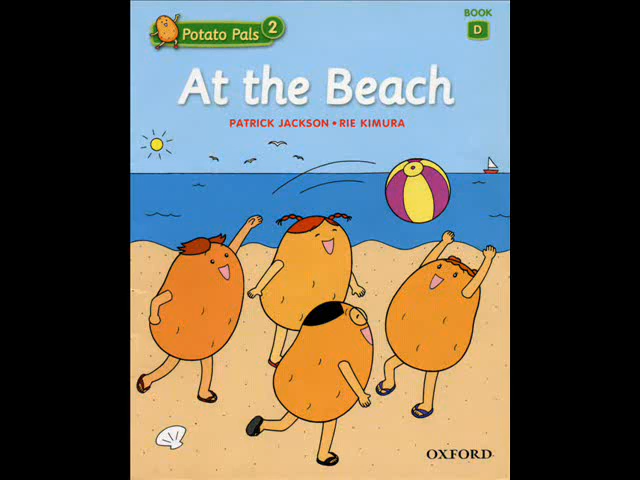 Potato Pals 2
BOOK
D
At the Beach
PATRICK JACKSON • RIE KIMURA
OXFORD